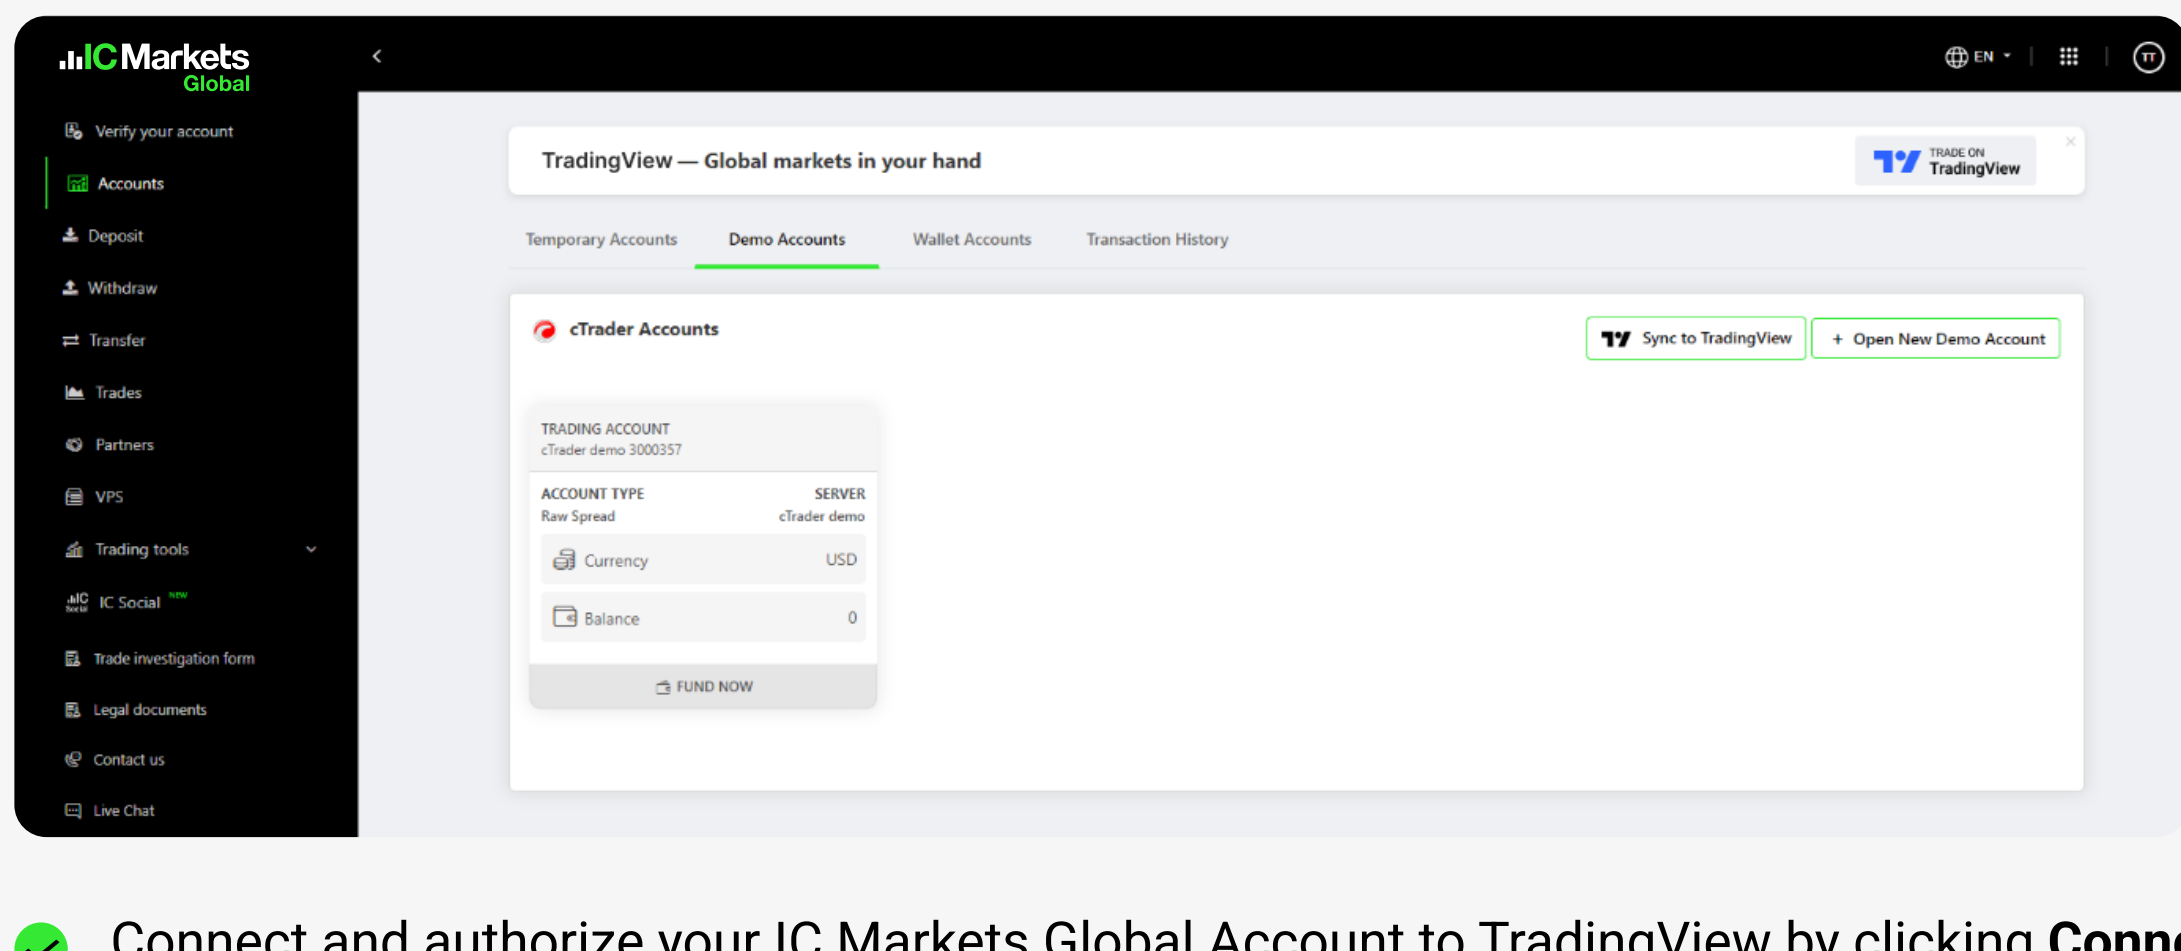 IC Markets
Global
EN
TT
Verify your account
Accounts
Deposit
Withdraw
Transfer
Trades
Partners
VPS
Trading tools
IC Social NEW
Trade investigation form
Legal documents
Contact us
Live Chat
TradingView — Global markets in your hand
TRADE ON
TradingView
Temporary Accounts Demo Accounts Wallet Accounts Transaction History
cTrader Accounts
Sync to TradingView
+ Open New Demo Account
TRADING ACCOUNT
cTrader demo 3000357
ACCOUNT TYPE SERVER
Raw Spread cTrader demo
Currency USD
Balance 0
FUND NOW
Connect and authorize your IC Markets Global Account to TradingView by clicking Conn